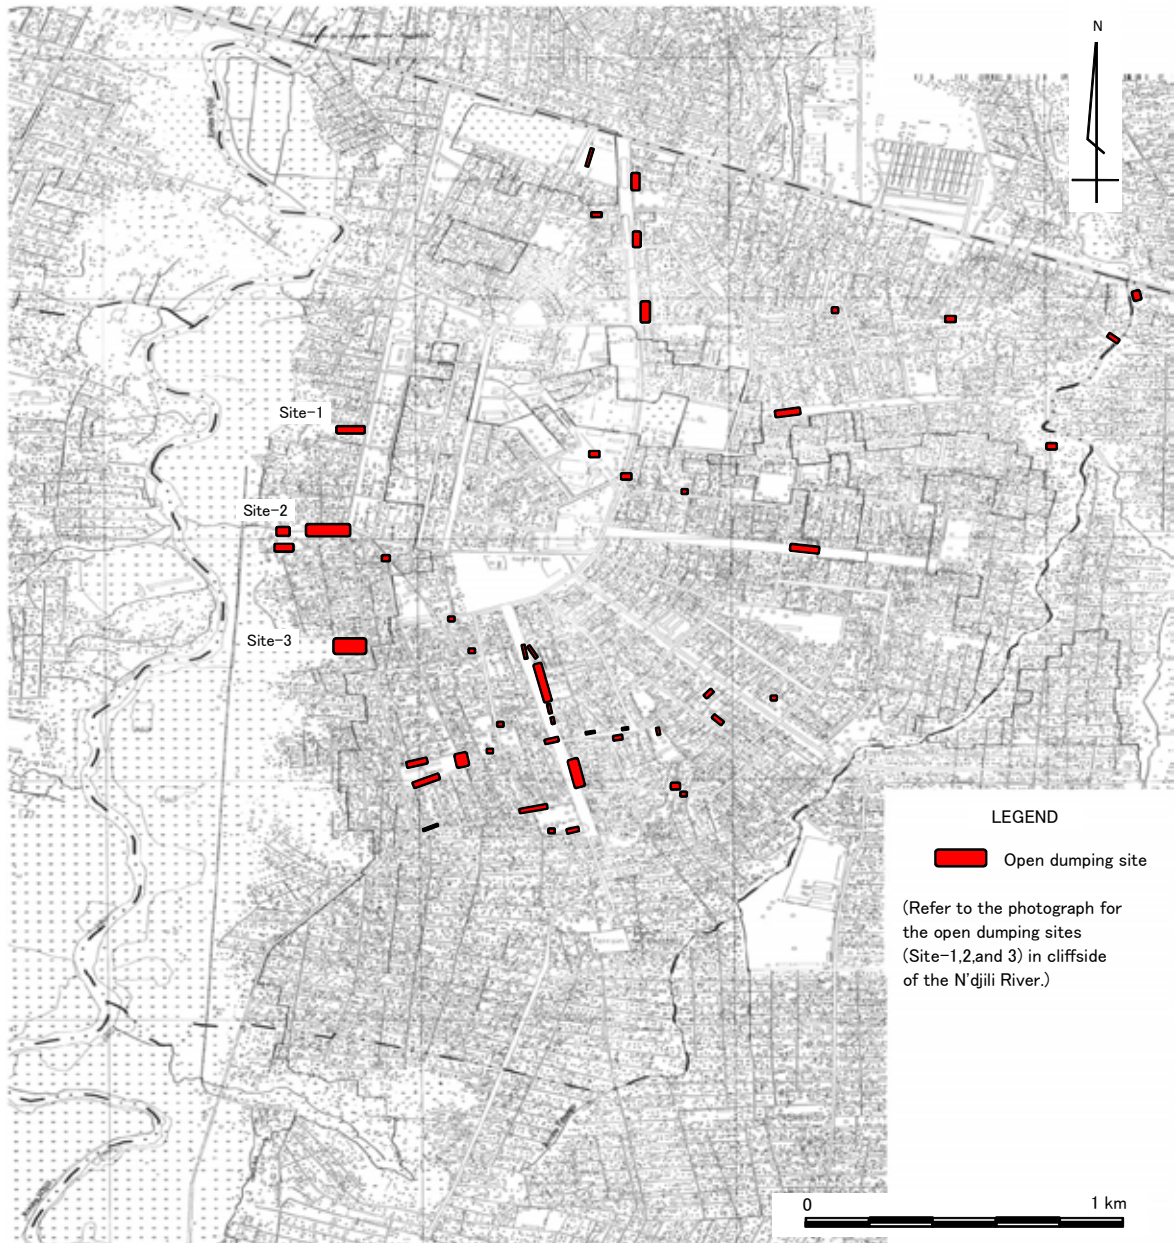 N
Site-1
Site-2
Site-3
LEGEND
Open dumping site
(Refer to the photograph for
the open dumping sites
(Site-1,2,and 3) in cliffside
of the N'djili River.)
0
1 km